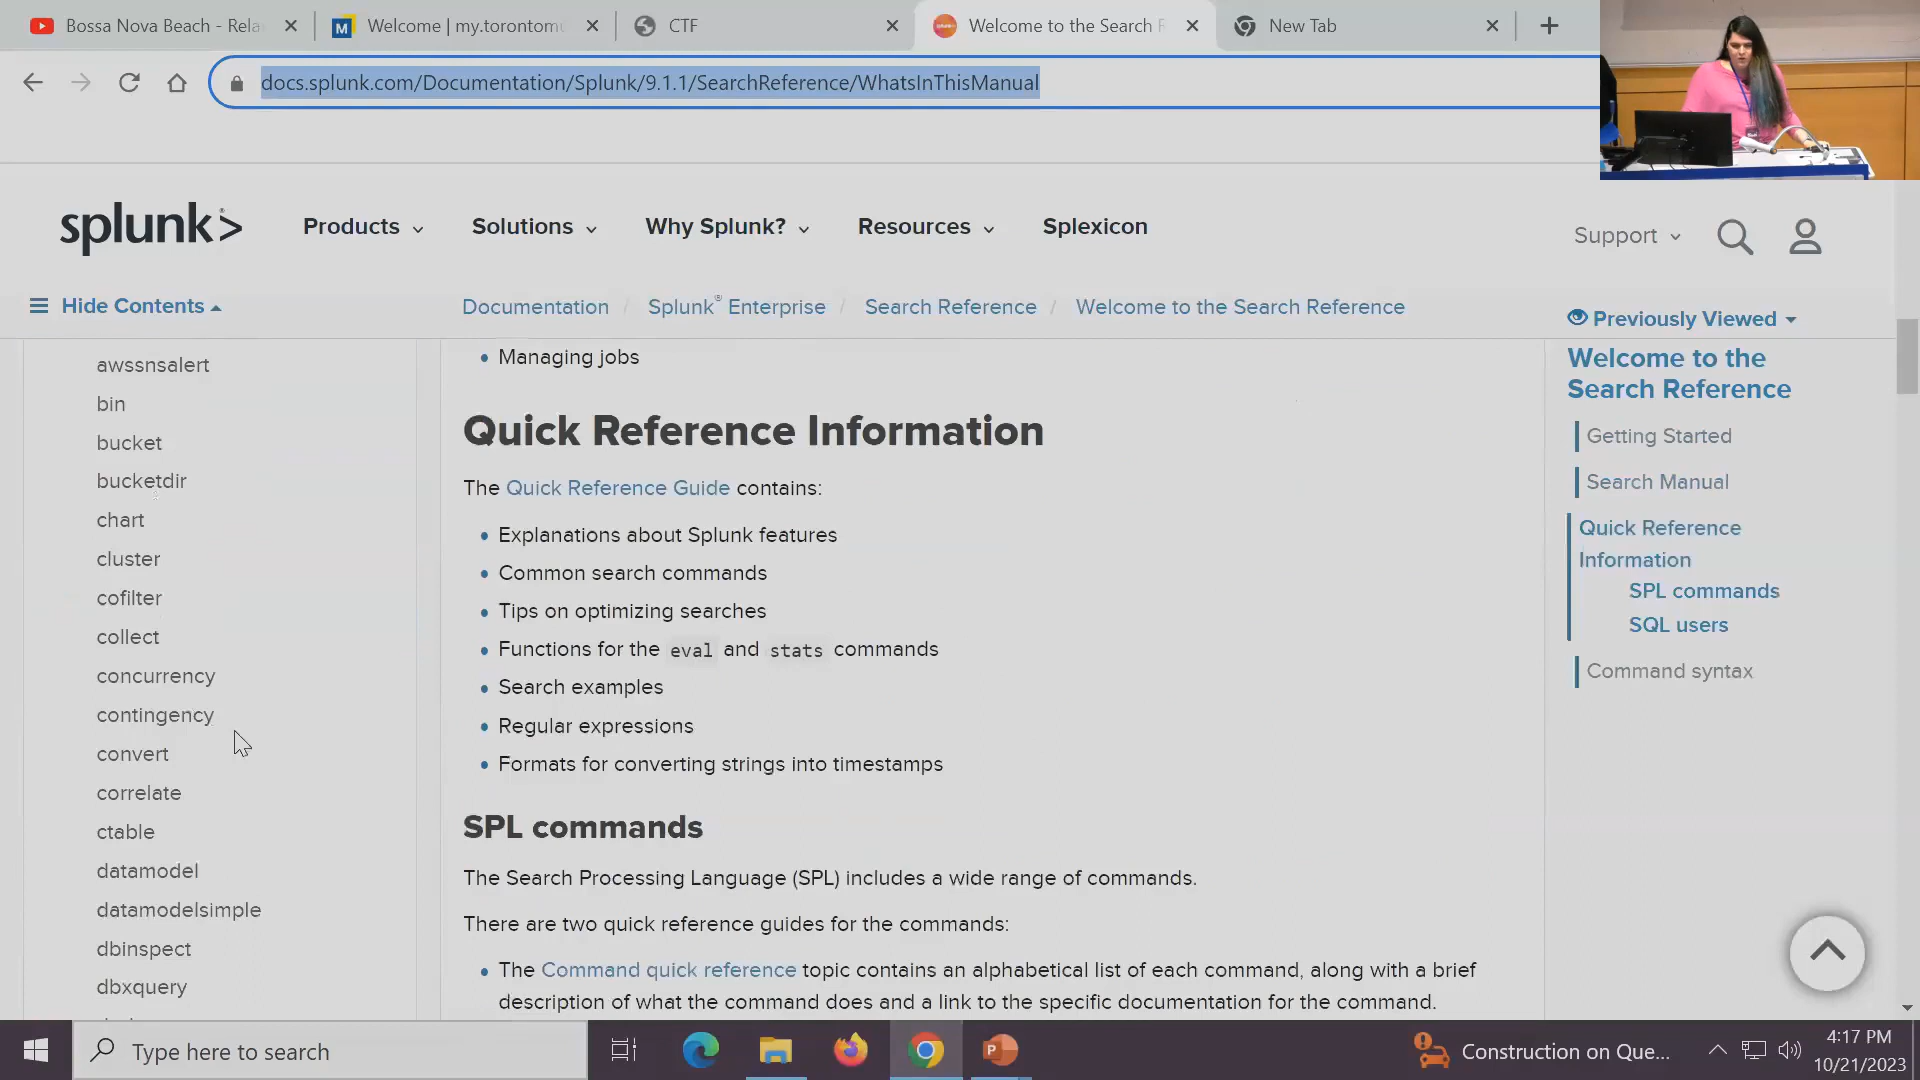 Bossa Nova Beach - Rela
Welcome | my.torontomu
CTF
Welcome to the Search R
New Tab
docs.splunk.com/Documentation/Splunk/9.1.1/SearchReference/WhatsInThisManual
splunk>
Products
Solutions
Why Splunk?
Resources
Splexicon
Support
Hide Contents
Documentation / Splunk® Enterprise / Search Reference / Welcome to the Search Reference
Previously Viewed
awssnsalert
bin
bucket
bucketdir
chart
cluster
cofilter
collect
concurrency
contingency
convert
correlate
ctable
datamodel
datamodelsimple
dbinspect
dbxquery
Managing jobs
Quick Reference Information
The Quick Reference Guide contains:
Explanations about Splunk features
Common search commands
Tips on optimizing searches
Functions for the eval and stats commands
Search examples
Regular expressions
Formats for converting strings into timestamps
SPL commands
The Search Processing Language (SPL) includes a wide range of commands.
There are two quick reference guides for the commands:
The Command quick reference topic contains an alphabetical list of each command, along with a brief
description of what the command does and a link to the specific documentation for the command.
Welcome to the
Search Reference
Getting Started
Search Manual
Quick Reference
Information
SPL commands
SQL users
Command syntax
Type here to search
Construction on Que...
4:17 PM
10/21/2023